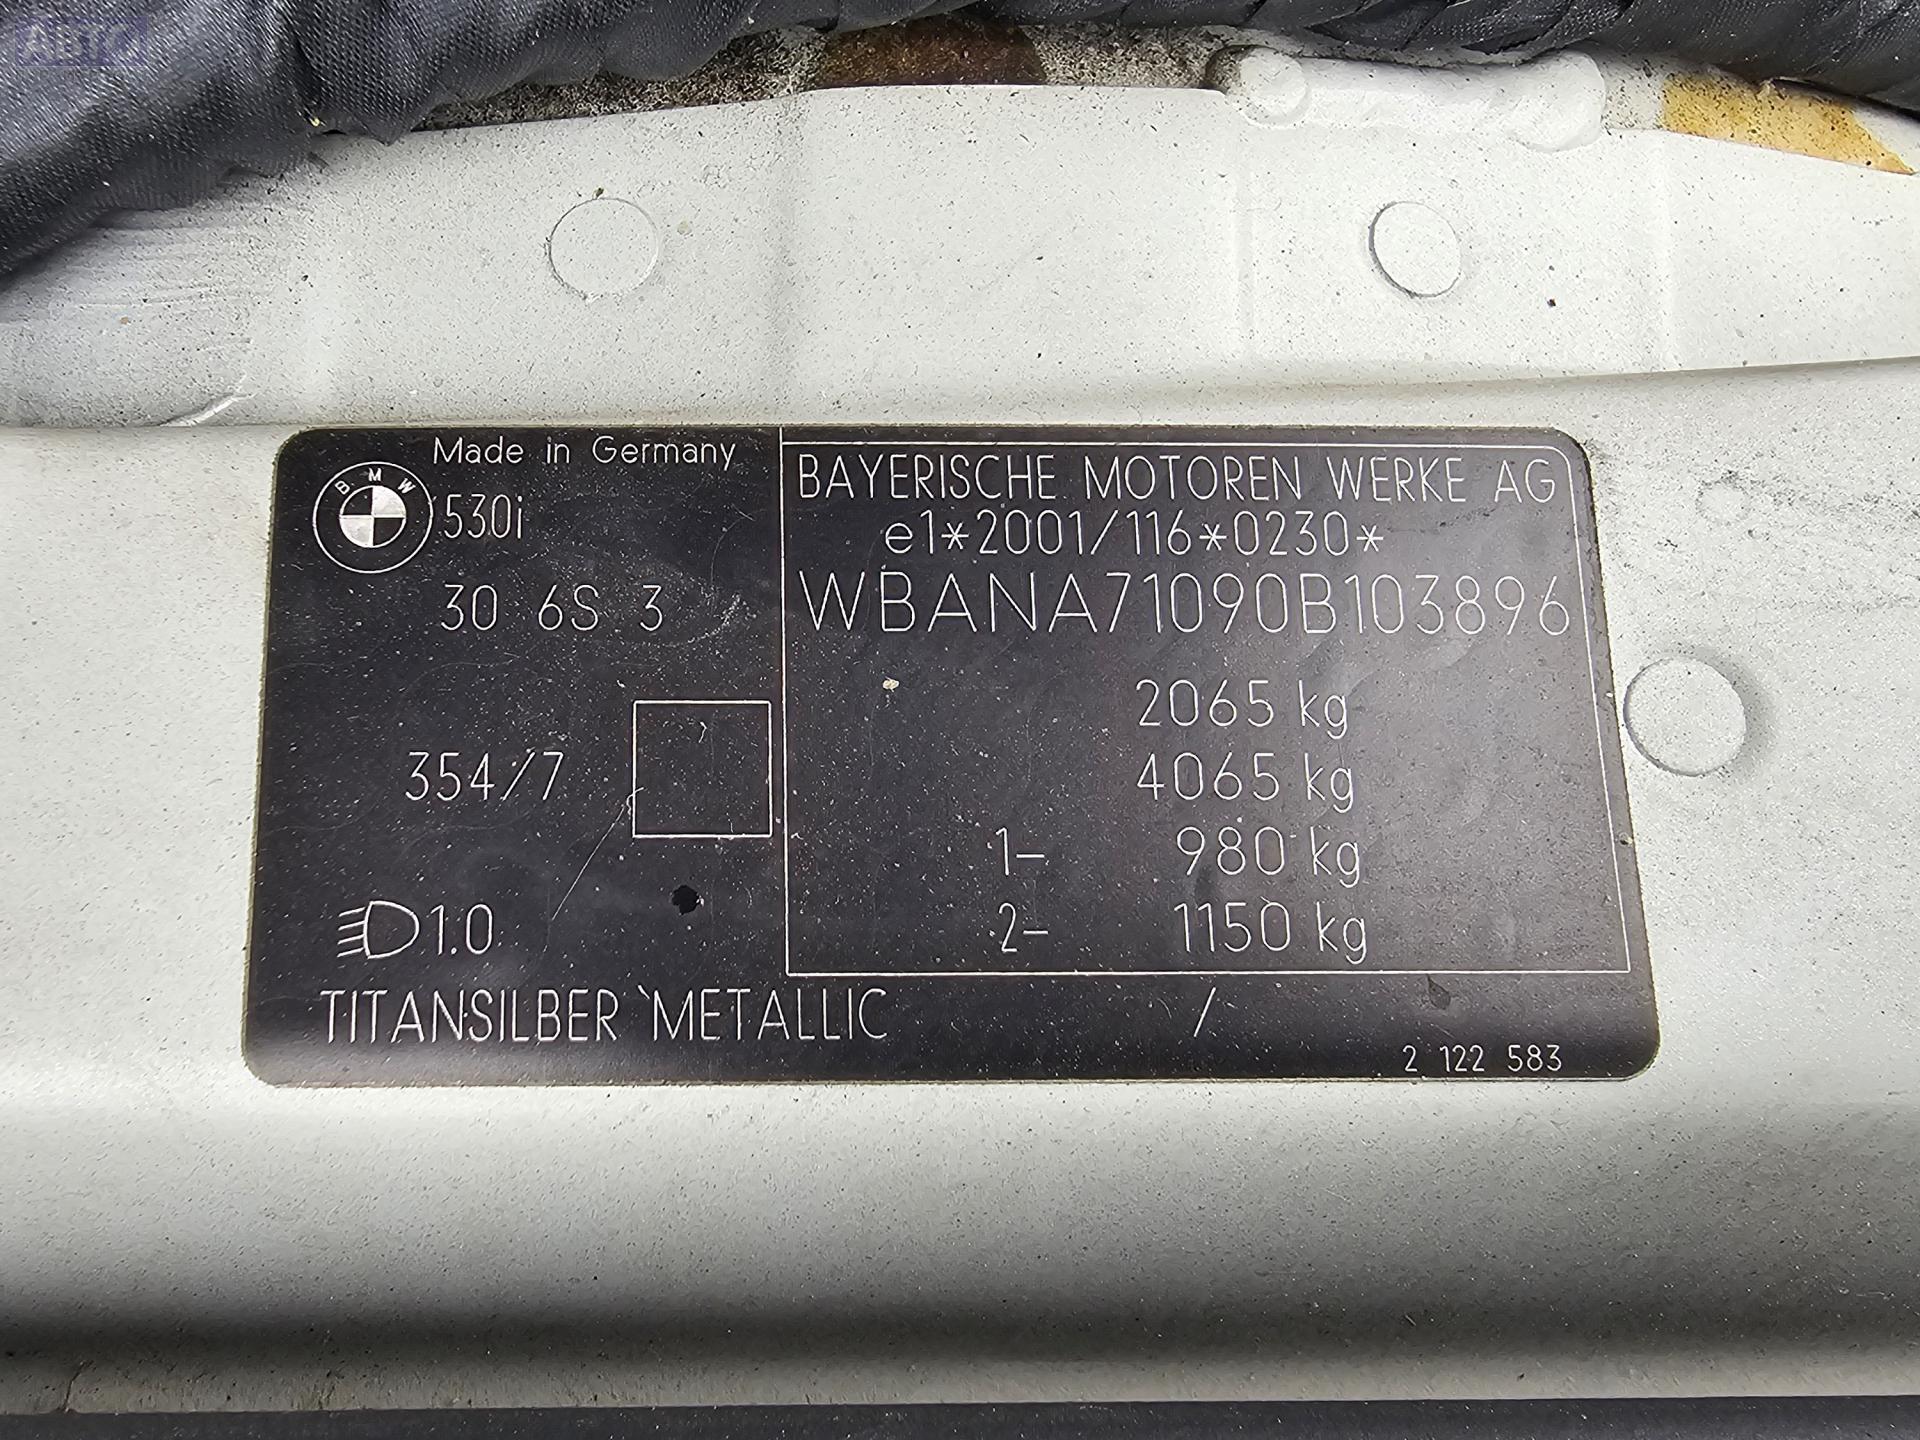 АВТО
Made in Germany
BMW
530i
30 6S 3
354/7
1.0
TITANSILBER METALLIC /
BAYERISCHE MOTOREN WERKE AG
e1*2001/116*0230*
WBANA71090B103896
2065 kg
4065 kg
1- 980 kg
2- 1150 kg
2 122 583